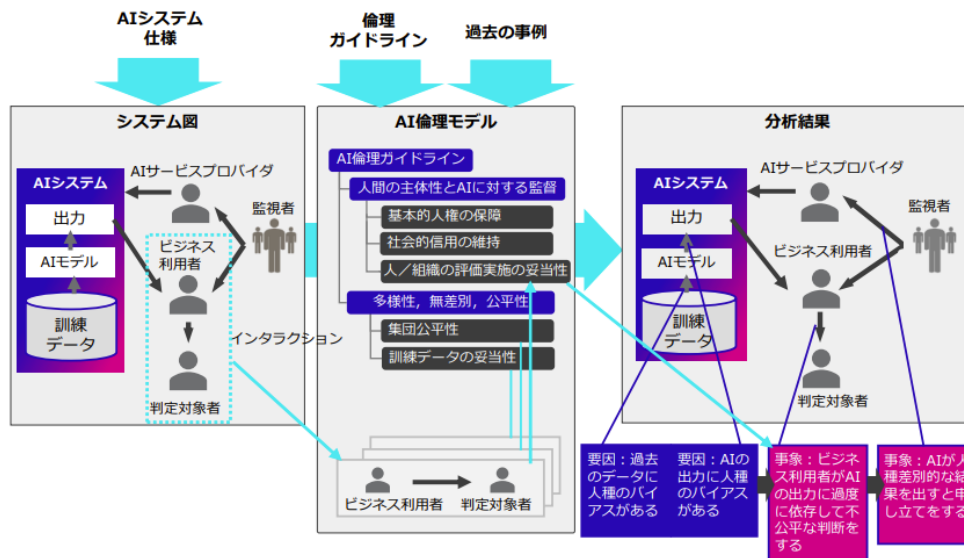 AIシステム
仕様
倫理
ガイドライン
過去の事例
システム図
AIサービスプロバイダ
AIシステム
出力
AIモデル
訓練
データ
監視者
ビジネス
利用者
インタラクション
判定対象者
AI倫理モデル
AI倫理ガイドライン
人間の主体性とAIに対する監督
基本的人権の保障
社会的信用の維持
人／組織の評価実施の妥当性
多様性，無差別，公平性
集団公平性
訓練データの妥当性
ビジネス利用者
判定対象者
分析結果
AIサービスプロバイダ
AIシステム
出力
AIモデル
訓練
データ
監視者
ビジネス利用者
判定対象者
要因：過去
のデータに
人種のバイ
アスがある
要因：AIの
出力に人種
のバイアス
がある
事象：ビジネ
ス利用者がAI
の出力に過度
に依存して不
公平な判断を
する
事象：AIが人
種差別的な結
果を出すと申
し立てをする